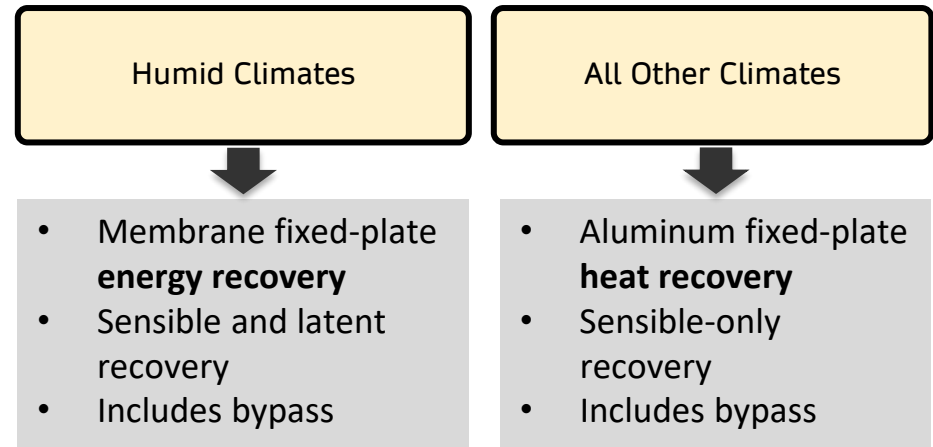 Humid Climates
• Membrane fixed-plate
energy recovery
• Sensible and latent
recovery
• Includes bypass
All Other Climates
• Aluminum fixed-plate
heat recovery
• Sensible-only
recovery
• Includes bypass